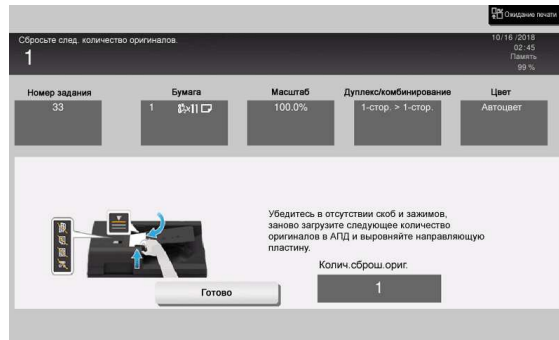 Ожидание печати
Сбросьте след. количество оригиналов.
1
10/16 /2018
02:45
Память
99 %
Номер задания
Бумага
Масштаб
Дуплекс/комбинирование
Цвет
33
1 8½x11
100.0%
1-стор. > 1-стор.
Автоцвет
Убедитесь в отсутствии скоб и зажимов,
заново загрузите следующее количество
оригиналов в АПД и выровняйте направляющую
пластину.
Колич.сброш.ориг.
1
Готово